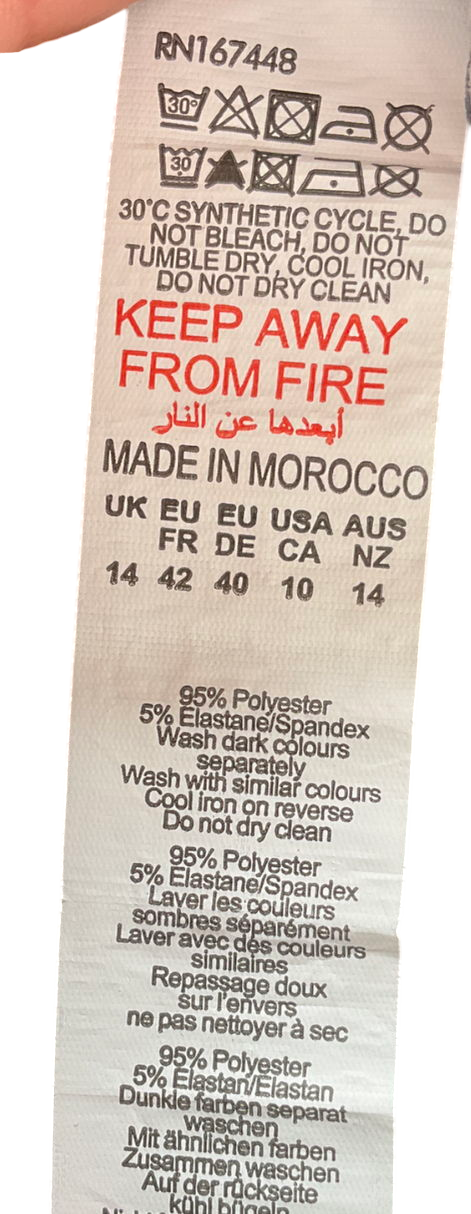 RN167448
30°
30
30°C SYNTHETIC CYCLE, DO
NOT BLEACH, DO NOT
TUMBLE DRY, COOL IRON,
DO NOT DRY CLEAN
KEEP AWAY
FROM FIRE
أبعدها عن النار
MADE IN MOROCCO
UK EU EU USA AUS
FR DE CA NZ
14 42 40 10 14
95% Polyester
5% Elastane/Spandex
Wash dark colours
separately
Wash with similar colours
Cool iron on reverse
Do not dry clean
95% Polyester
5% Elastane/Spandex
Laver les couleurs
sombres séparément
Laver avec des couleurs
similaires
Repassage doux
sur l'envers
ne pas nettoyer à sec
95% Polyester
5% Elastan/Elastan
Dunkle farben separat
waschen
Mit ähnlichen farben
Zusammen waschen
Auf der rückseite
kühl bügeln